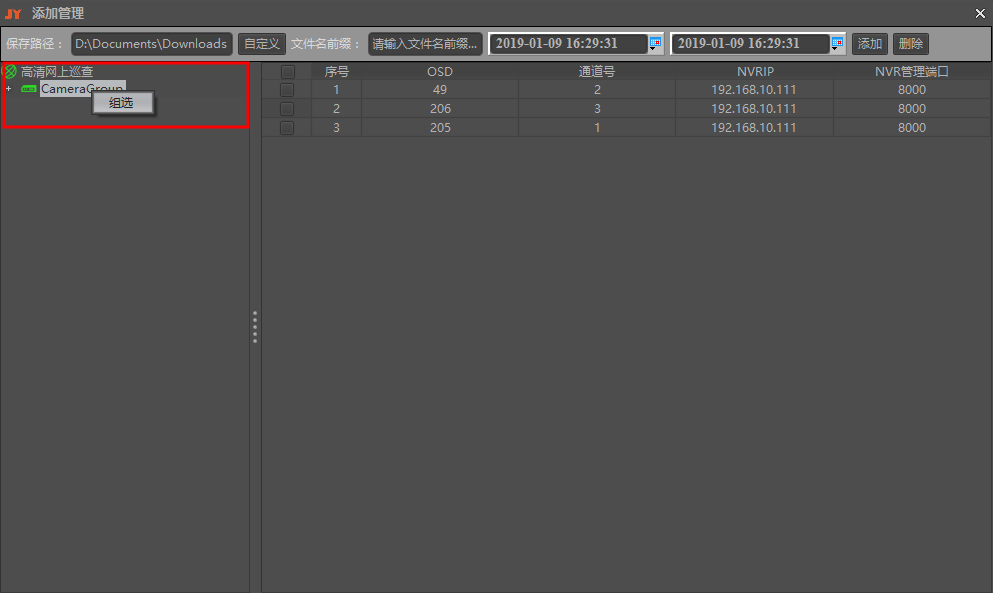 JY 添加管理
保存路径： D:\Documents\Downloads 自定义 文件名前缀： 请输入文件名前缀... 2019-01-09 16:29:31 2019-01-09 16:29:31 添加 删除
高清网上巡查
CameraGroup
组选
序号 OSD 通道号 NVRIP NVR管理端口
1 49 2 192.168.10.111 8000
2 206 3 192.168.10.111 8000
3 205 1 192.168.10.111 8000